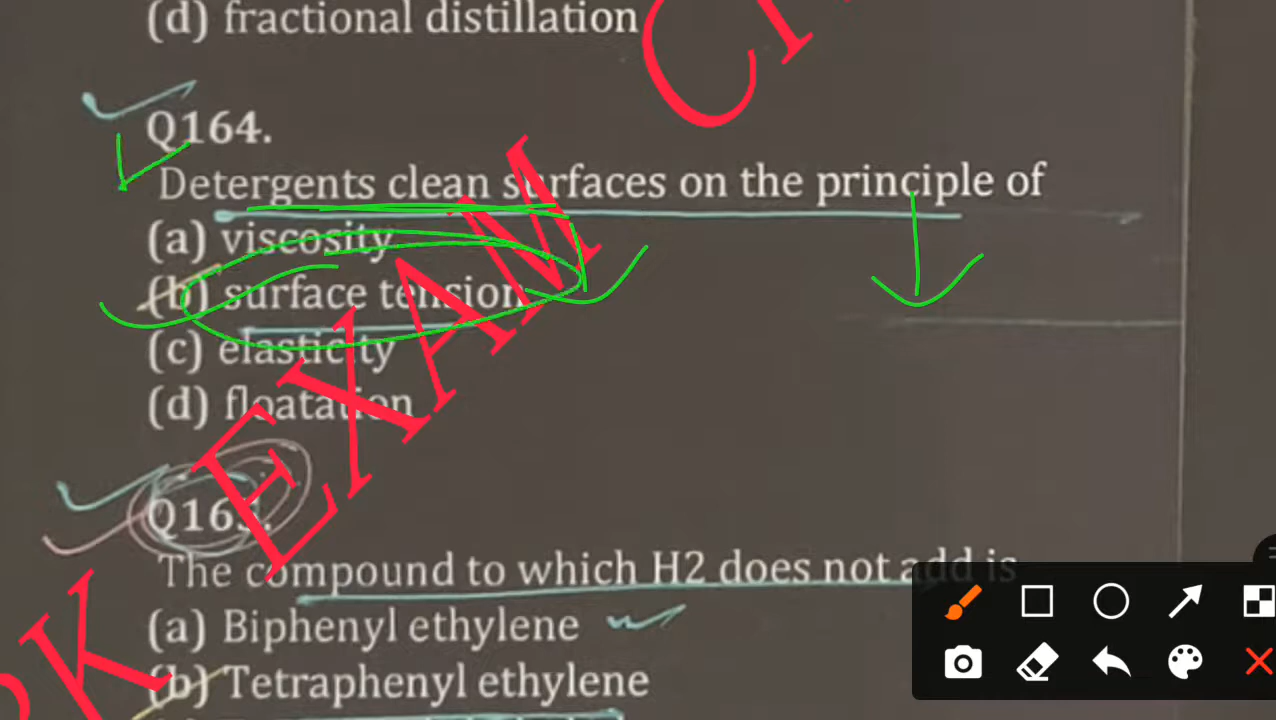 (d) fractional distillation
Q164.
Detergents clean surfaces on the principle of
(a) viscosity
(b) surface tension
(c) elasticity
(d) floatation
Q165.
The compound to which H2 does not add is
(a) Biphenyl ethylene
(b) Tetraphenyl ethylene
K EXAM